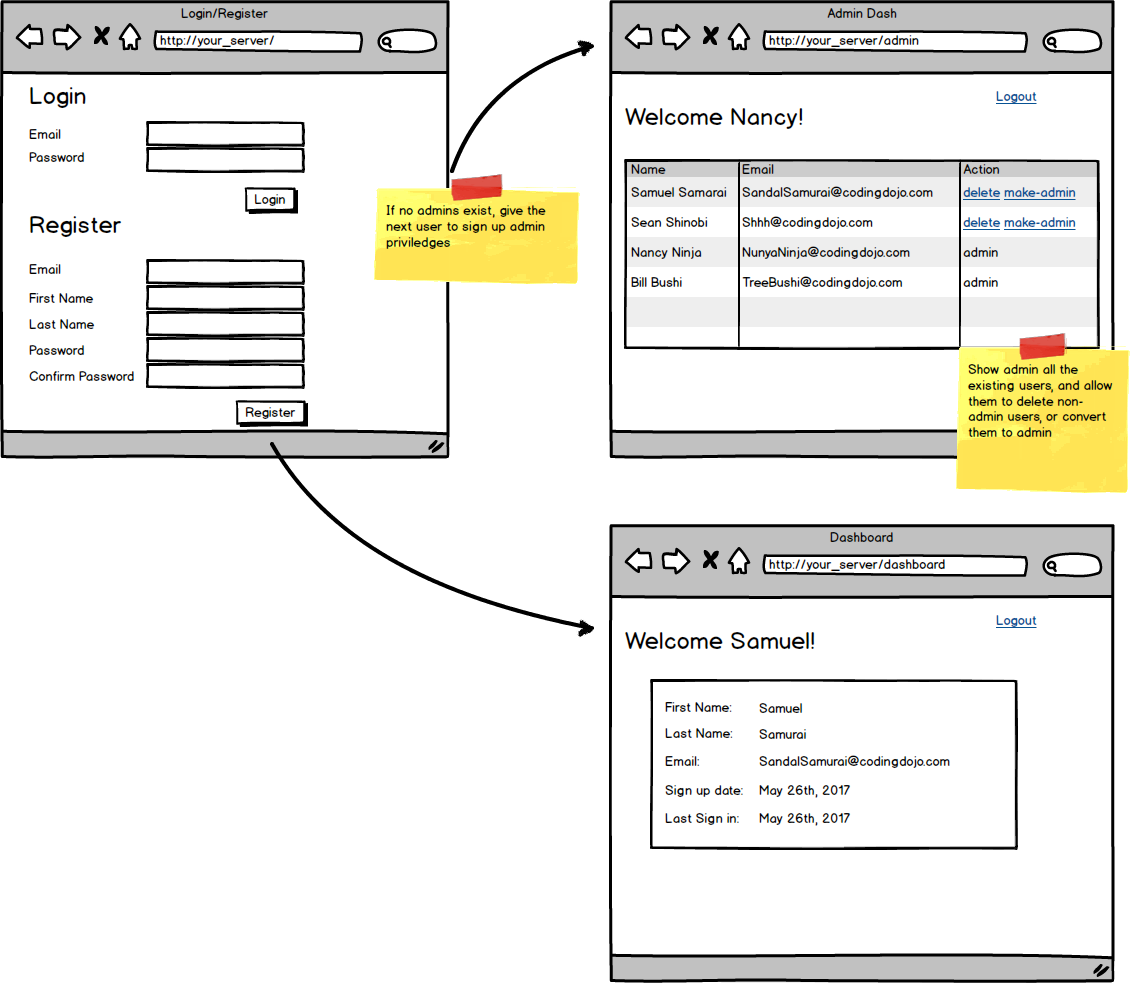 Login/Register
http://your_server/
Login
Email
Password
Login
Register
Email
First Name
Last Name
Password
Confirm Password
Register
If no admins exist, give the
next user to sign up admin
priviledges
Admin Dash
http://your_server/admin
Logout
Welcome Nancy!
Name Email Action
Samuel Samarai SandalSamurai@codingdojo.com delete make-admin
Sean Shinobi Shhh@codingdojo.com delete make-admin
Nancy Ninja NunyaNinja@codingdojo.com admin
Bill Bushi TreeBushi@codingdojo.com admin
Show admin all the
existing users, and allow
them to delete non-
admin users, or convert
them to admin
Dashboard
http://your_server/dashboard
Logout
Welcome Samuel!
First Name: Samuel
Last Name: Samurai
Email: SandalSamurai@codingdojo.com
Sign up date: May 26th, 2017
Last Sign in: May 26th, 2017